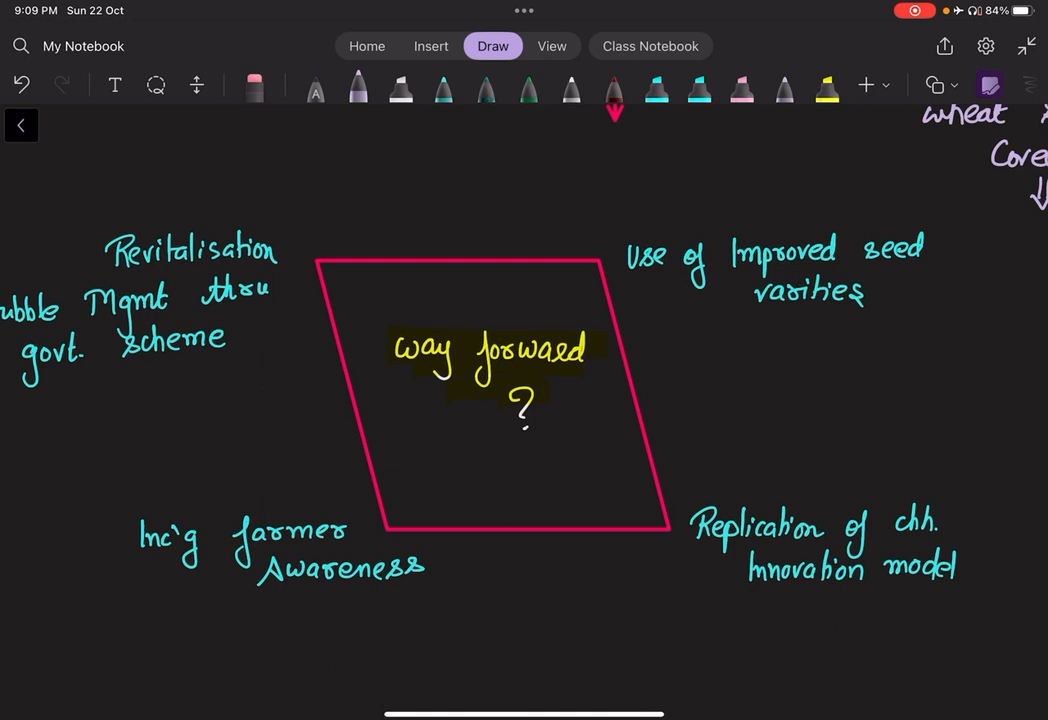 9:09 PM Sun 22 Oct
84%
My Notebook
Home Insert Draw View Class Notebook
T
A
wheat
Core
Revitalisation
ubble Mgmt thru
govt. scheme
Use of Improved seed
varities
way forward
?
Inc'g farmer
Awareness
Replication of chh.
Innovation model